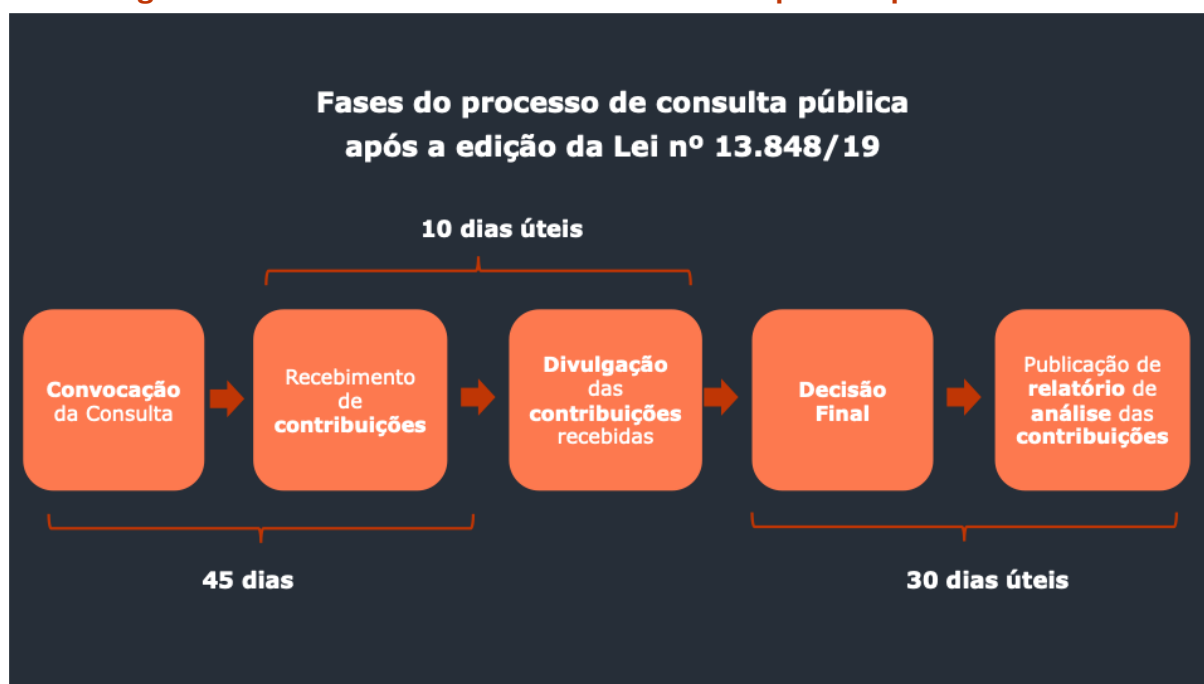 Fases do processo de consulta pública
após a edição da Lei nº 13.848/19
10 dias úteis
Convocação
da Consulta
Recebimento
de
contribuições
Divulgação
das
contribuições
recebidas
Decisão
Final
Publicação de
relatório de
análise das
contribuições
45 dias
30 dias úteis